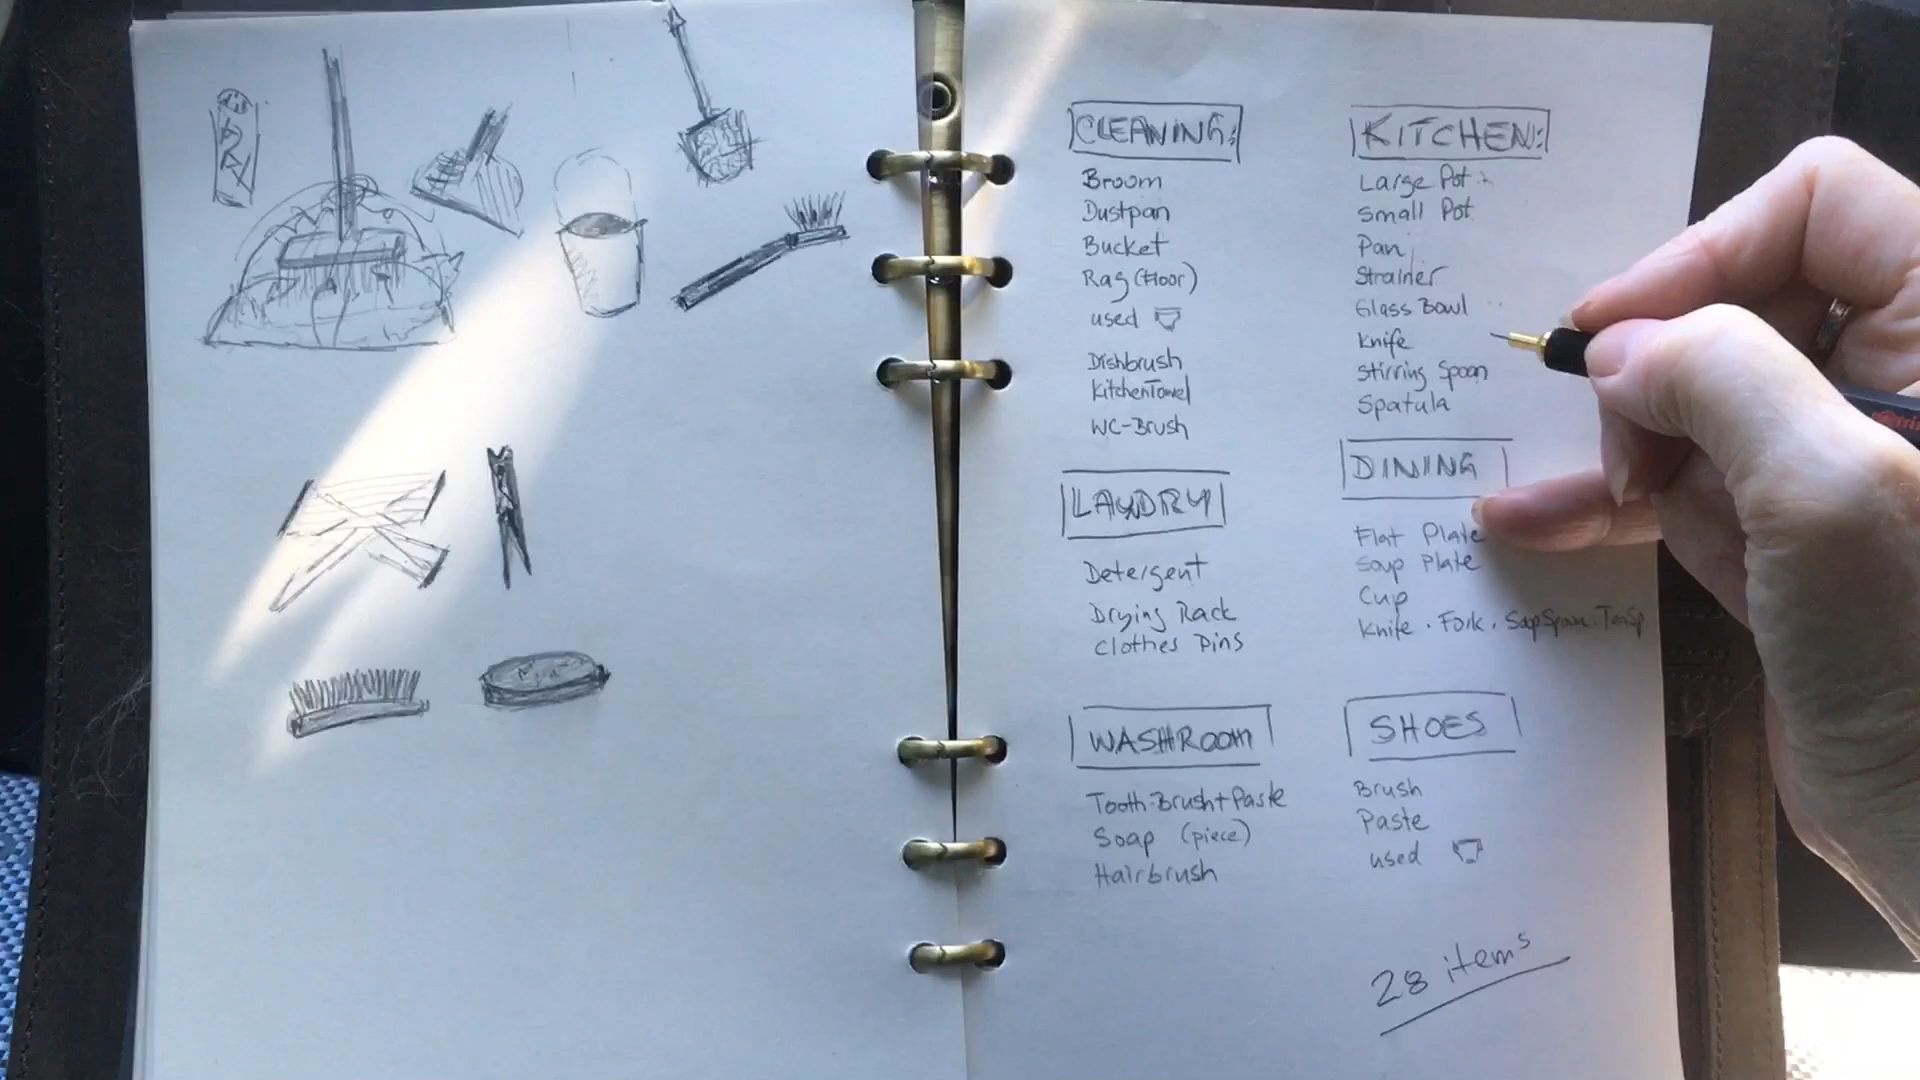 CLEANING:
Broom
Dustpan
Bucket
Rag (Floor)
used
Dishbrush
KitchenTowel
WC-Brush
LAUNDRY
Detergent
Drying Rack
Clothes Pins
WASHROOM
Tooth-Brush+Paste
Soap (piece)
Hairbrush
KITCHEN:
Large Pot
Small Pot
Pan
Strainer
Glass Bowl
Knife
Stirring Spoon
Spatula
DINING
Flat Plate
Soup Plate
Cup
Knife . Fork . SoupSpoon . TeaSp.
SHOES
Brush
Paste
used
28 items